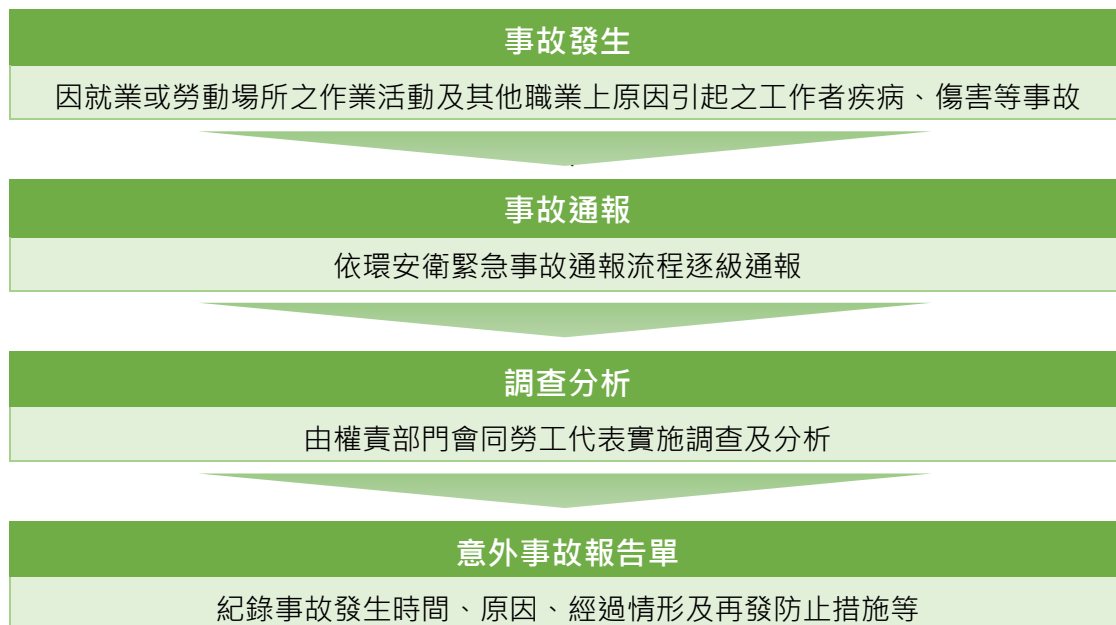 事故發生
因就業或勞動場所之作業活動及其他職業上原因引起之工作者疾病、傷害等事故
事故通報
依環安衛緊急事故通報流程逐級通報
調查分析
由權責部門會同勞工代表實施調查及分析
意外事故報告單
紀錄事故發生時間、原因、經過情形及再發防止措施等